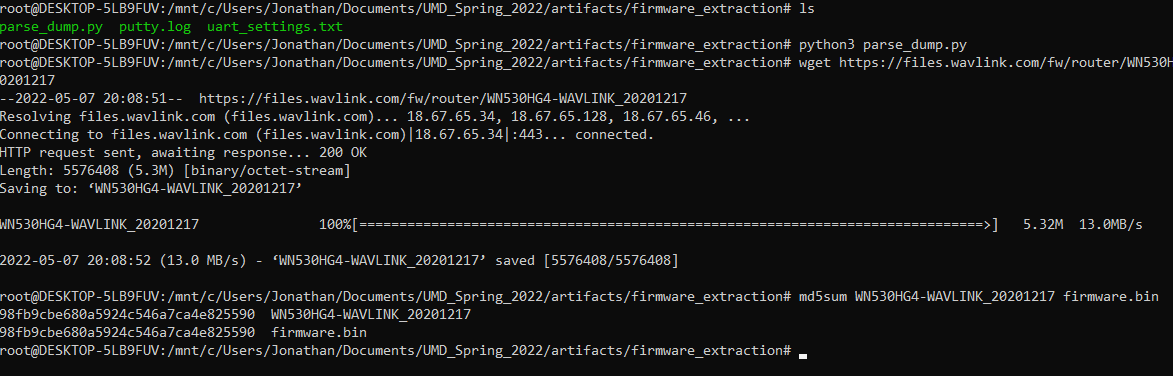 root@DESKTOP-5LB9FUV:/mnt/c/Users/Jonathan/Documents/UMD_Spring_2022/artifacts/firmware_extraction# ls
parse_dump.py  putty.log  uart_settings.txt
root@DESKTOP-5LB9FUV:/mnt/c/Users/Jonathan/Documents/UMD_Spring_2022/artifacts/firmware_extraction# python3 parse_dump.py
root@DESKTOP-5LB9FUV:/mnt/c/Users/Jonathan/Documents/UMD_Spring_2022/artifacts/firmware_extraction# wget https://files.wavlink.com/fw/router/WN530H
0201217
--2022-05-07 20:08:51--  https://files.wavlink.com/fw/router/WN530HG4-WAVLINK_20201217
Resolving files.wavlink.com (files.wavlink.com)... 18.67.65.34, 18.67.65.128, 18.67.65.46, ...
Connecting to files.wavlink.com (files.wavlink.com)|18.67.65.34|:443... connected.
HTTP request sent, awaiting response... 200 OK
Length: 5576408 (5.3M) [binary/octet-stream]
Saving to: ‘WN530HG4-WAVLINK_20201217’
WN530HG4-WAVLINK_20201217               100%[==============================================================================>]   5.32M  13.0MB/s
2022-05-07 20:08:52 (13.0 MB/s) - ‘WN530HG4-WAVLINK_20201217’ saved [5576408/5576408]
root@DESKTOP-5LB9FUV:/mnt/c/Users/Jonathan/Documents/UMD_Spring_2022/artifacts/firmware_extraction# md5sum WN530HG4-WAVLINK_20201217 firmware.bin
98fb9cbe680a5924c546a7ca4e825590  WN530HG4-WAVLINK_20201217
98fb9cbe680a5924c546a7ca4e825590  firmware.bin
root@DESKTOP-5LB9FUV:/mnt/c/Users/Jonathan/Documents/UMD_Spring_2022/artifacts/firmware_extraction#